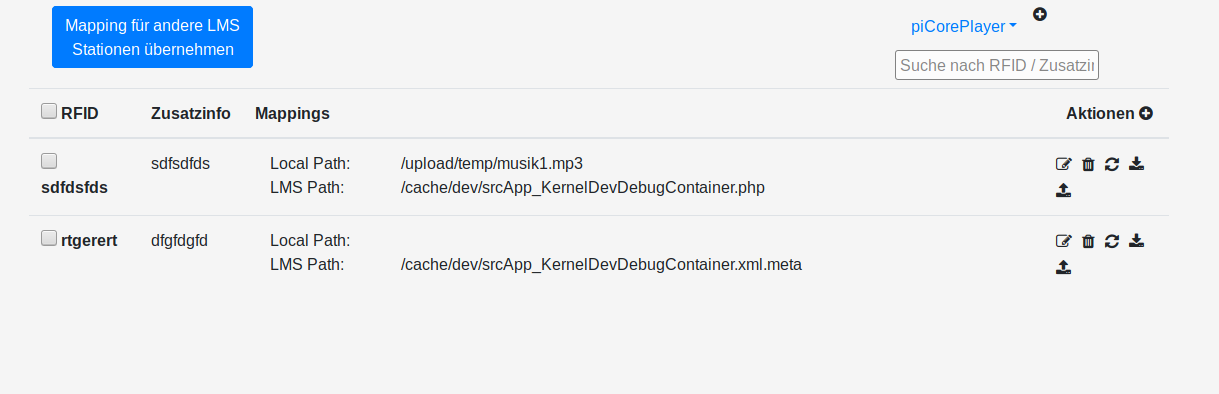 Mapping für andere LMS
Stationen übernehmen
piCorePlayer
Suche nach RFID / Zusatzin
RFID Zusatzinfo Mappings Aktionen
sdfdsfds sdfsdfds Local Path: /upload/temp/musik1.mp3
LMS Path: /cache/dev/srcApp_KernelDevDebugContainer.php
rtgerert dfgfdgfd Local Path:
LMS Path: /cache/dev/srcApp_KernelDevDebugContainer.xml.meta